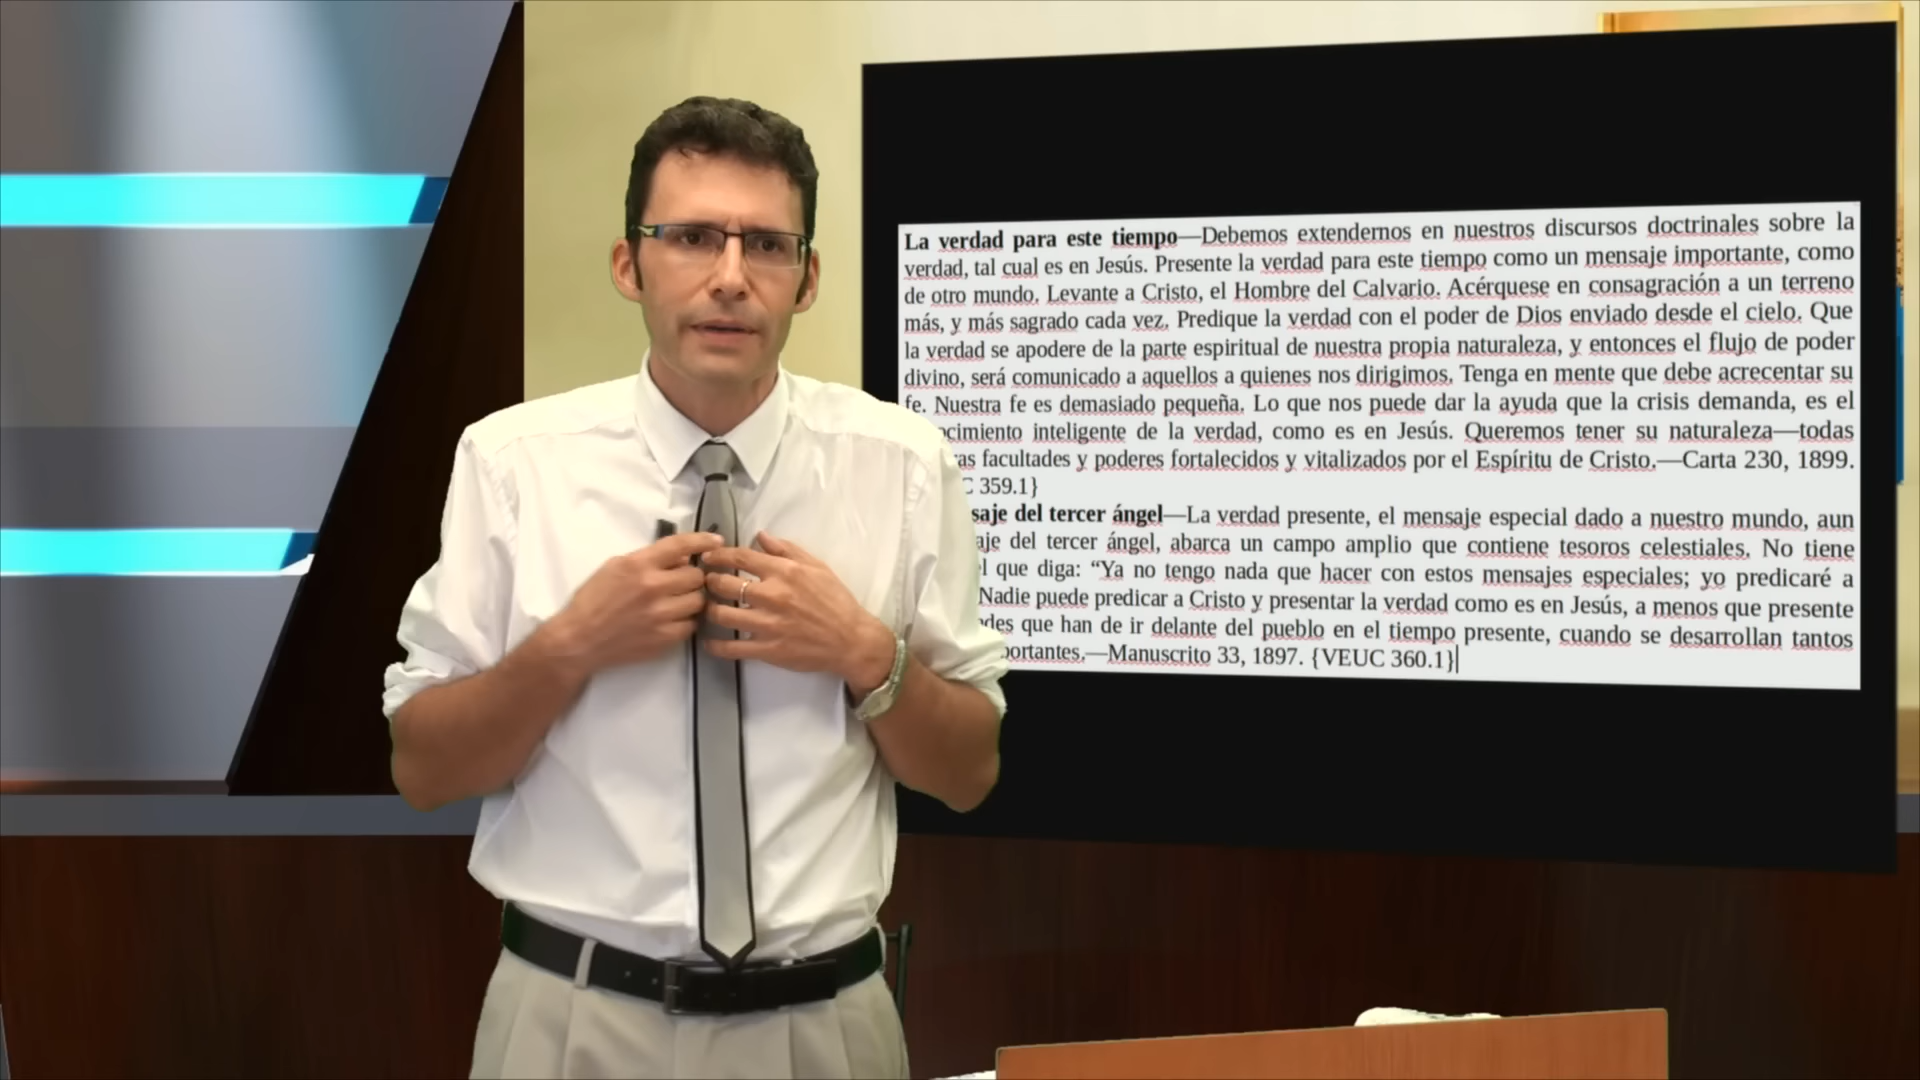 La verdad para este tiempo—Debemos extendernos en nuestros discursos doctrinales sobre la
verdad, tal cual es en Jesús. Presente la verdad para este tiempo como un mensaje importante, como
de otro mundo. Levante a Cristo, el Hombre del Calvario. Acérquese en consagración a un terreno
más, y más sagrado cada vez. Predique la verdad con el poder de Dios enviado desde el cielo. Que
la verdad se apodere de la parte espiritual de nuestra propia naturaleza, y entonces el flujo de poder
divino, será comunicado a aquellos a quienes nos dirigimos. Tenga en mente que debe acrecentar su
fe. Nuestra fe es demasiado pequeña. Lo que nos puede dar la ayuda que la crisis demanda, es el
inteligente de la verdad, como es en Jesús. Queremos tener su naturaleza—todas
facultades y poderes fortalecidos y vitalizados por el Espíritu de Cristo.—Carta 230, 1899.
359.1}
del tercer ángel—La verdad presente, el mensaje especial dado a nuestro mundo, aun
del tercer ángel, abarca un campo amplio que contiene tesoros celestiales. No tiene
que diga: “Ya no tengo nada que hacer con estos mensajes especiales; yo predicaré a
Nadie puede predicar a Cristo y presentar la verdad como es en Jesús, a menos que presente
que han de ir delante del pueblo en el tiempo presente, cuando se desarrollan tantos
Manuscrito 33, 1897. {VEUC 360.1}